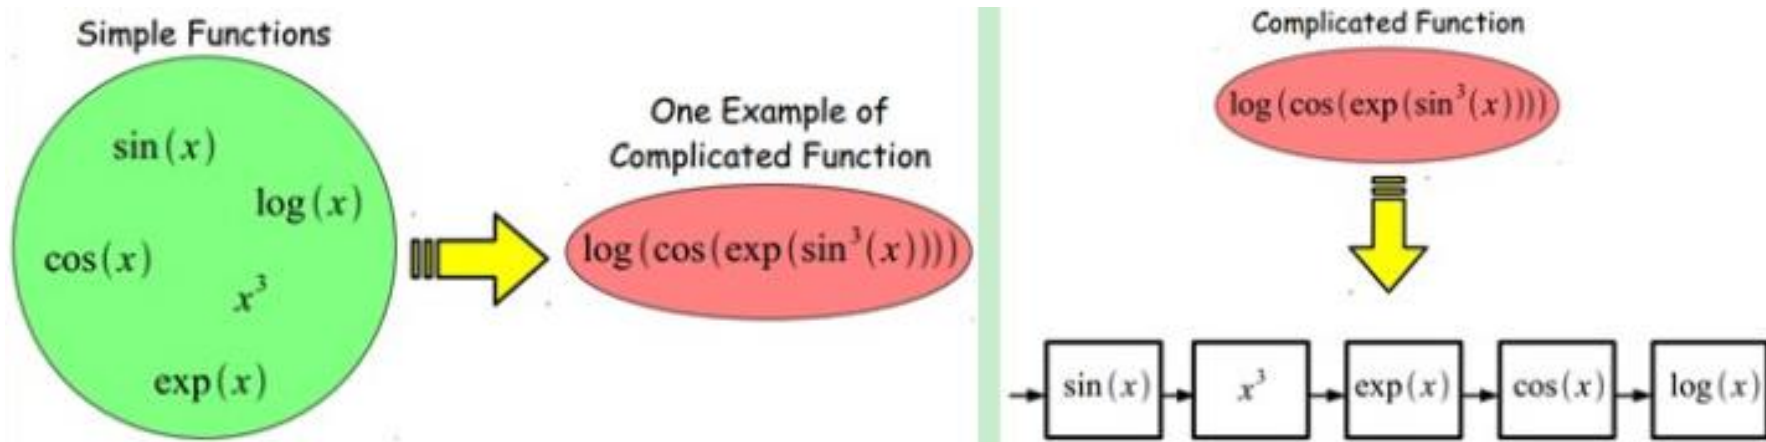 Simple Functions
sin(x)
log(x)
cos(x)
x³
exp(x)
One Example of
Complicated Function
log(cos(exp(sin³(x))))
Complicated Function
log(cos(exp(sin³(x))))
sin(x) x³ exp(x) cos(x) log(x)